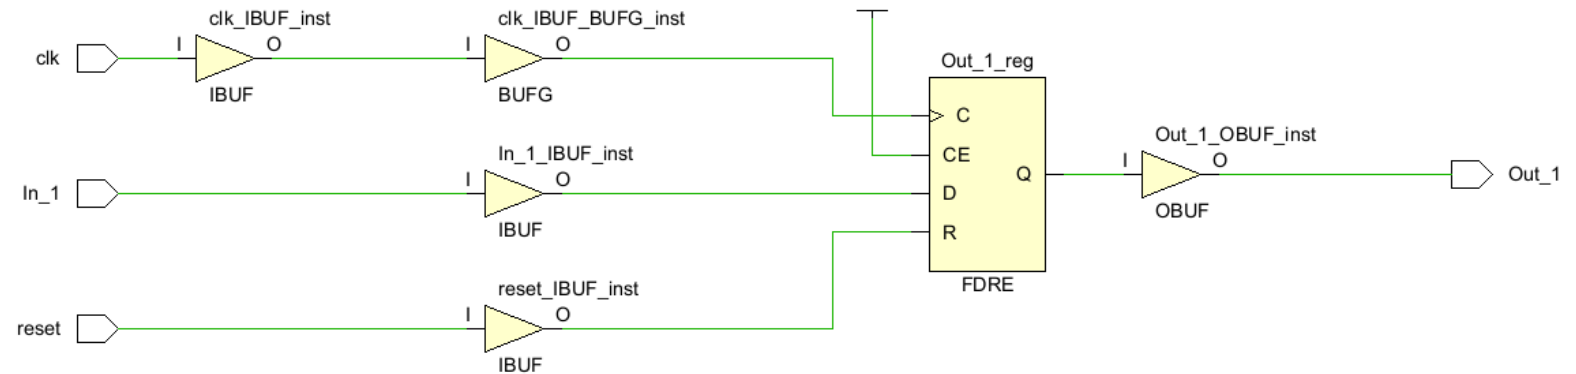 clk_IBUF_inst
clk_IBUF_BUFG_inst
clk
I
O
I
O
IBUF
BUFG
Out_1_reg
C
CE
D
R
Q
FDRE
In_1_IBUF_inst
In_1
I
O
IBUF
Out_1_OBUF_inst
I
O
Out_1
OBUF
reset_IBUF_inst
reset
I
O
IBUF